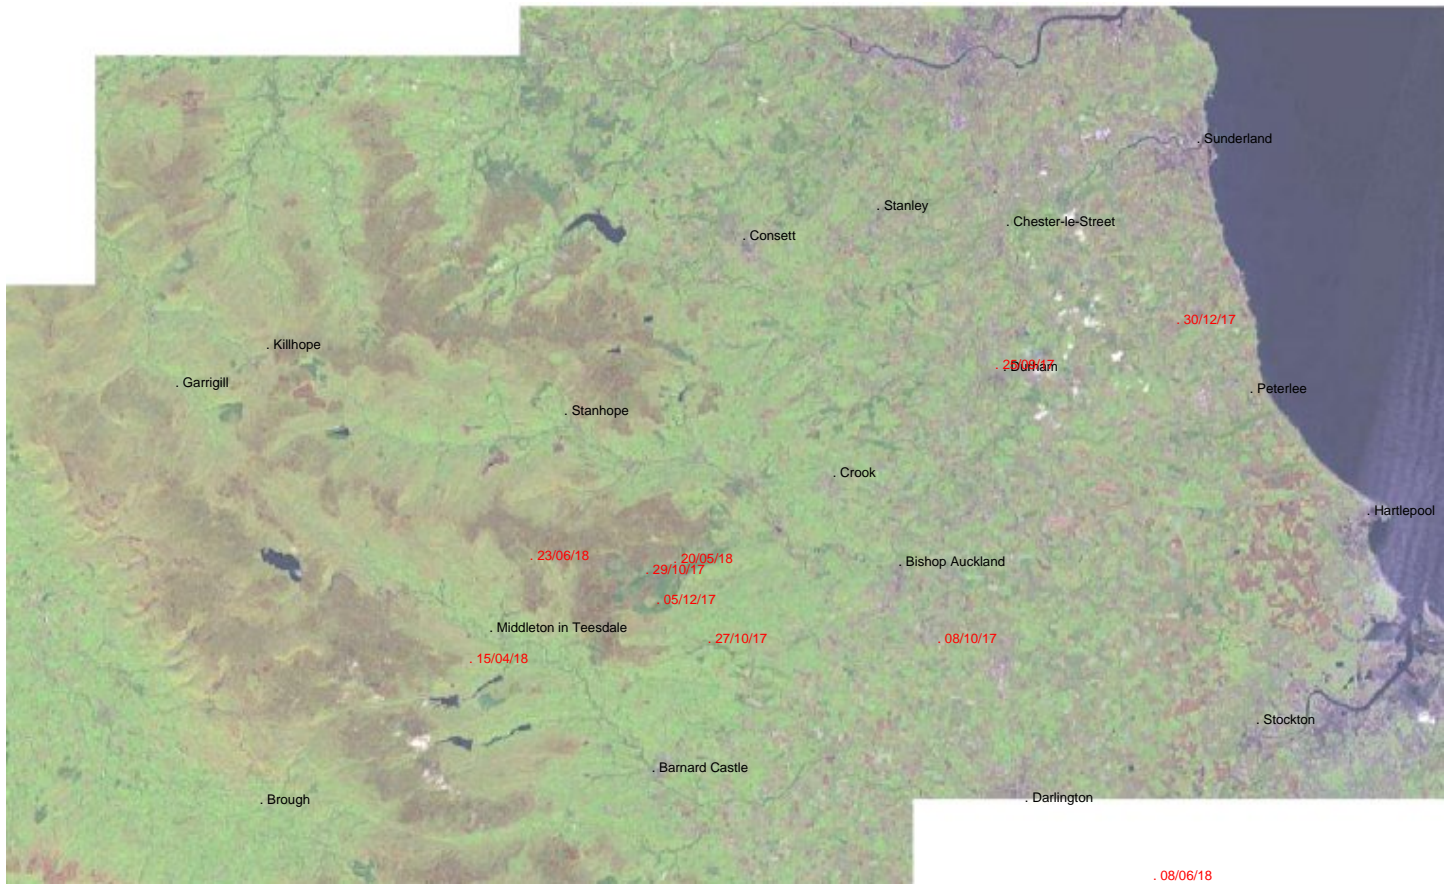 . Sunderland
. Stanley
. Chester-le-Street
. Consett
. 30/12/17
. Killhope
. Durham
. Garrigill
. Peterlee
. Stanhope
. Crook
. Hartlepool
. 23/06/18
. 20/05/18
. Bishop Auckland
. 29/10/17
. 05/12/17
. Middleton in Teesdale
. 27/10/17
. 08/10/17
. 15/04/18
. Stockton
. Barnard Castle
. Brough
. Darlington
. 08/06/18